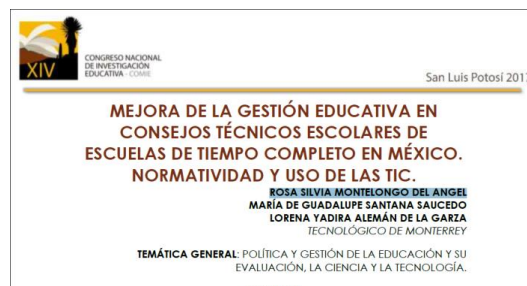 XIV
CONGRESO NACIONAL
DE INVESTIGACIÓN
EDUCATIVA - COMIE
San Luis Potosí 2017
MEJORA DE LA GESTIÓN EDUCATIVA EN
CONSEJOS TÉCNICOS ESCOLARES DE
ESCUELAS DE TIEMPO COMPLETO EN MÉXICO.
NORMATIVIDAD Y USO DE LAS TIC.
ROSA SILVIA MONTELONGO DEL ANGEL
MARÍA DE GUADALUPE SANTANA SAUCEDO
LORENA YADIRA ALEMÁN DE LA GARZA
TECNOLÓGICO DE MONTERREY
TEMÁTICA GENERAL: POLÍTICA Y GESTIÓN DE LA EDUCACIÓN Y SU
EVALUACIÓN, LA CIENCIA Y LA TECNOLOGÍA.